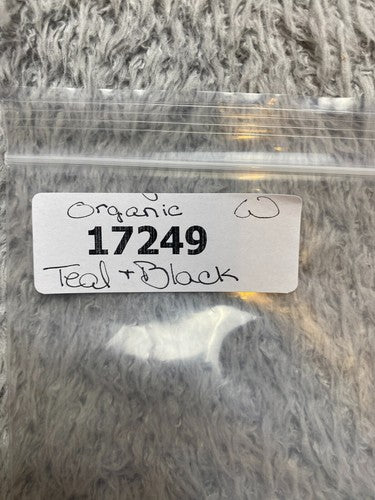 Organic W
17249
Teal + Black